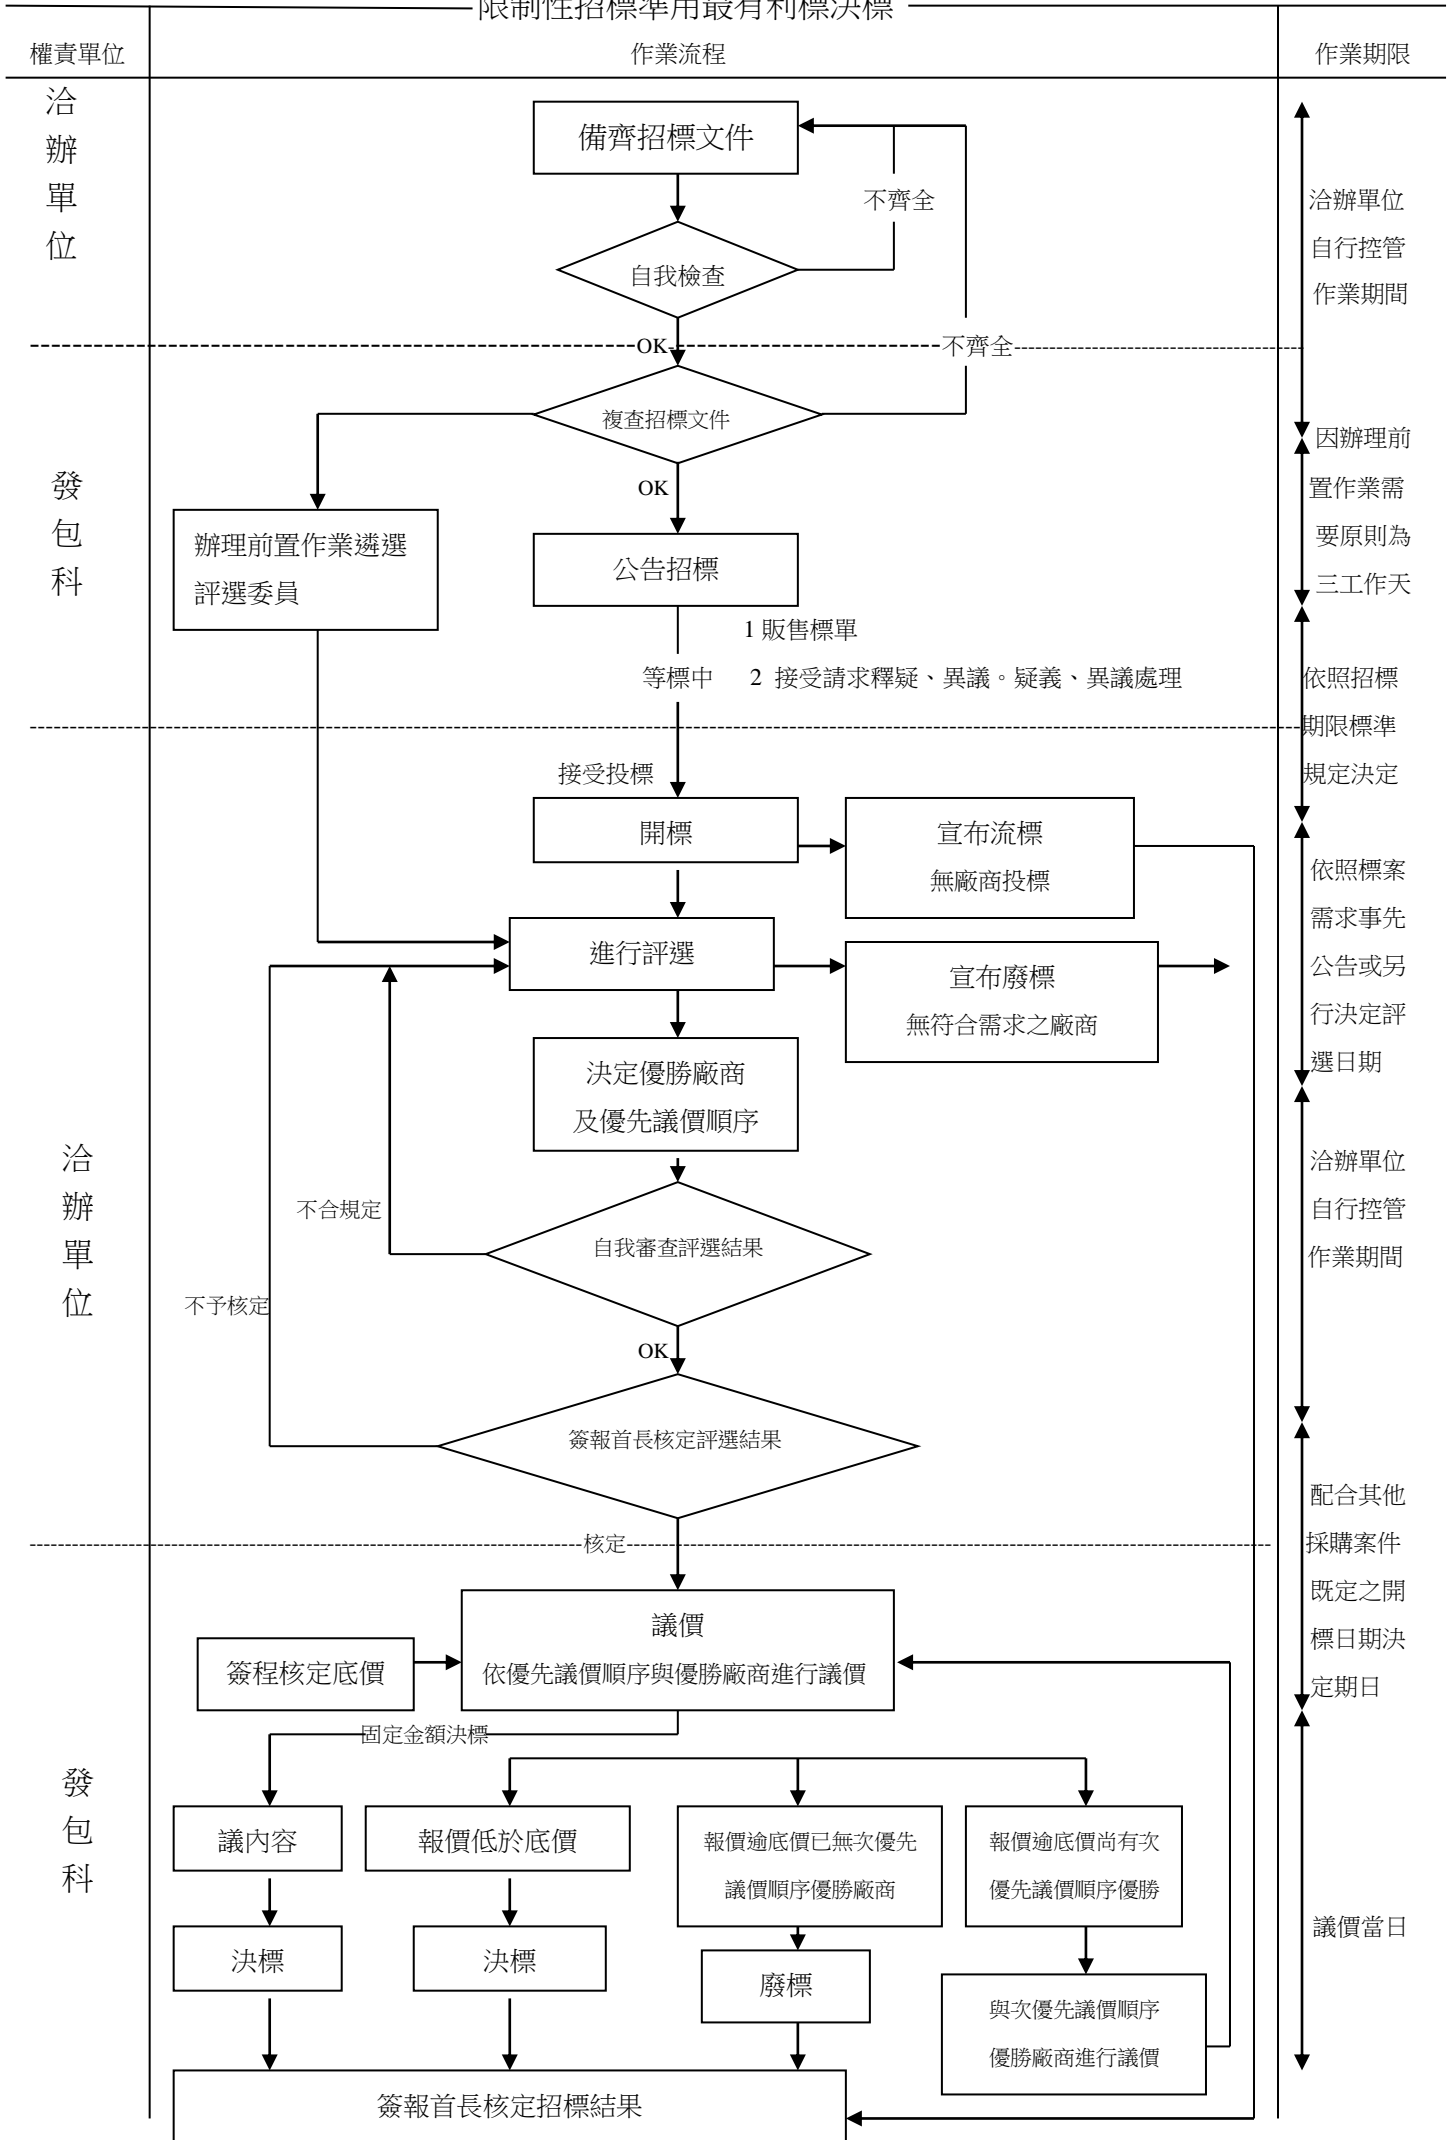 限制性招標準用最有利標決標
權責單位
作業流程
作業期限
洽
辦
單
位
備齊招標文件
不齊全
自我檢查
洽辦單位
自行控管
作業期間
OK
不齊全
複查招標文件
發
包
科
OK
辦理前置作業遴選
評選委員
公告招標
因辦理前
置作業需
要原則為
三工作天
1 販售標單
等標中
2 接受請求釋疑、異議。疑義、異議處理
依照招標
期限標準
規定決定
接受投標
開標
宣布流標
無廠商投標
進行評選
宣布廢標
無符合需求之廠商
依照標案
需求事先
公告或另
行決定評
選日期
決定優勝廠商
及優先議價順序
洽
辦
單
位
不合規定
自我審查評選結果
洽辦單位
自行控管
作業期間
不予核定
OK
簽報首長核定評選結果
核定
配合其他
採購案件
既定之開
標日期決
定期日
議價
依優先議價順序與優勝廠商進行議價
簽程核定底價
固定金額決標
發
包
科
議內容
報價低於底價
報價逾底價已無次優先
議價順序優勝廠商
報價逾底價尚有次
優先議價順序優勝
決標
決標
廢標
與次優先議價順序
優勝廠商進行議價
議價當日
簽報首長核定招標結果